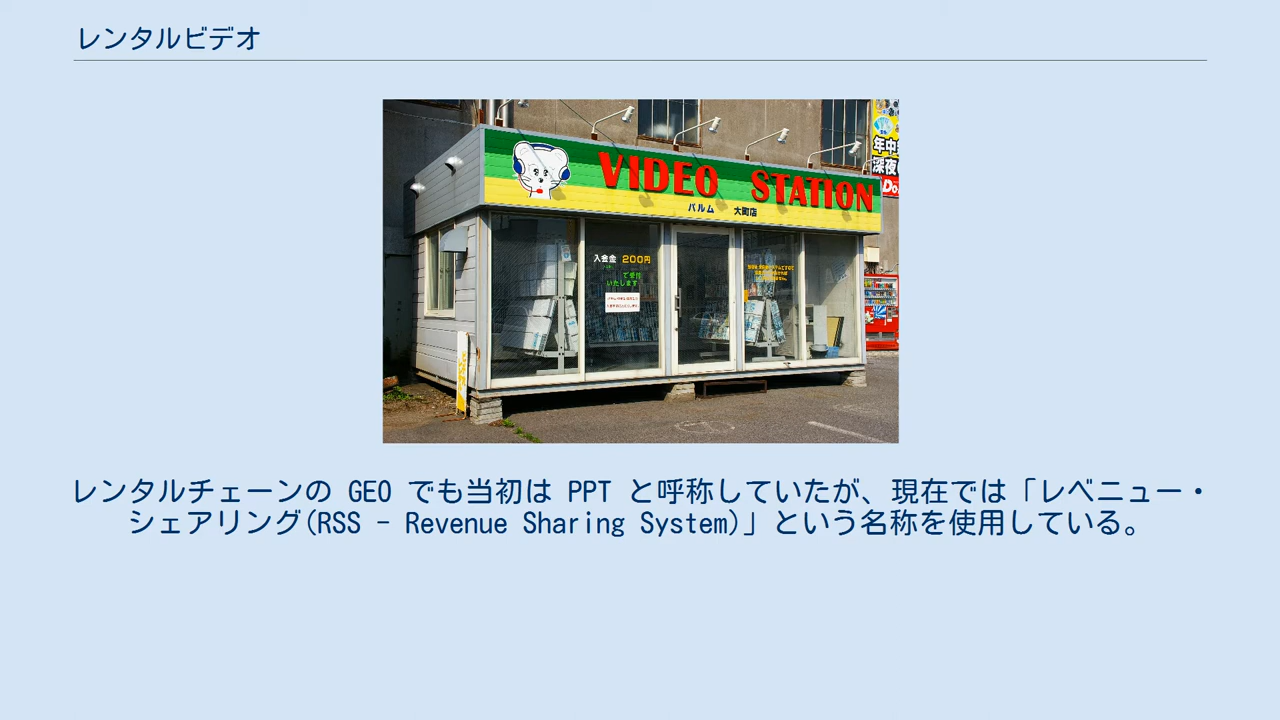 レンタルビデオ
VIDEO STATION
パルム 大町店
年中
深夜
入会金 200円
で受付
いたします
レンタルチェーンの GEO でも当初は PPT と呼称していたが、現在では「レベニュー・
シェアリング(RSS - Revenue Sharing System)」という名称を使用している。